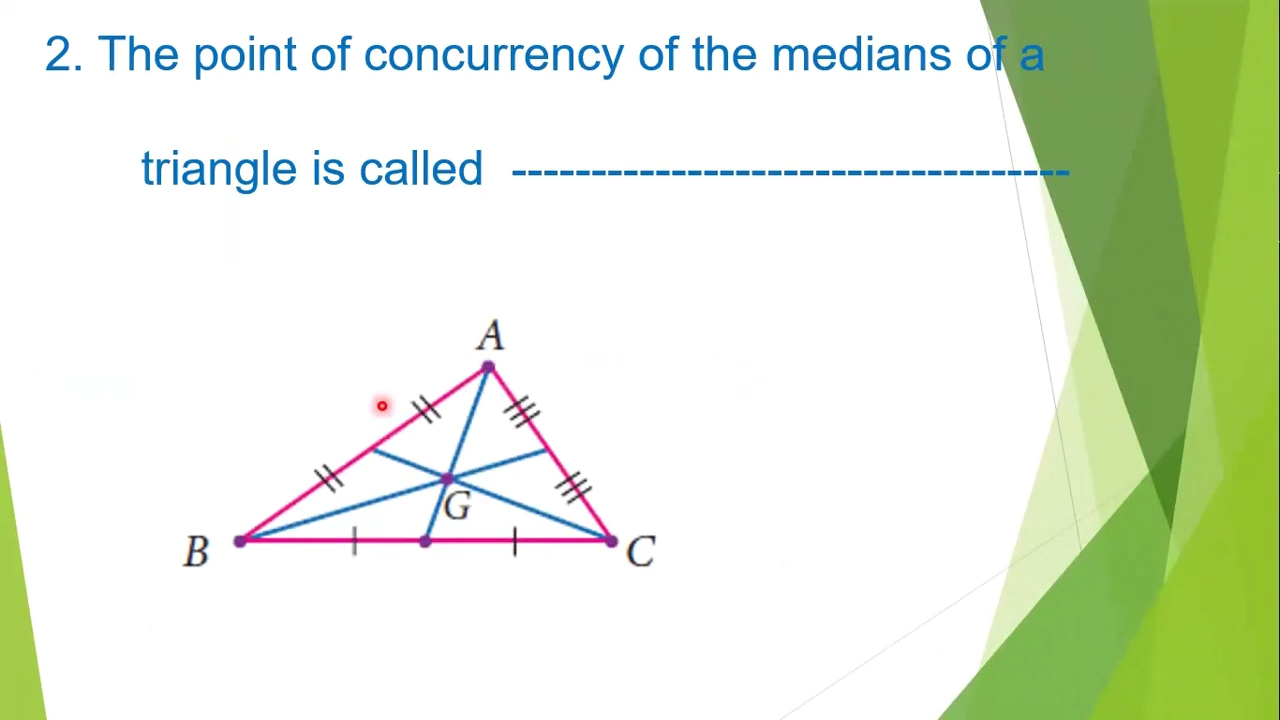 2. The point of concurrency of the medians of a
triangle is called ----------------------------------
A
G
B
C